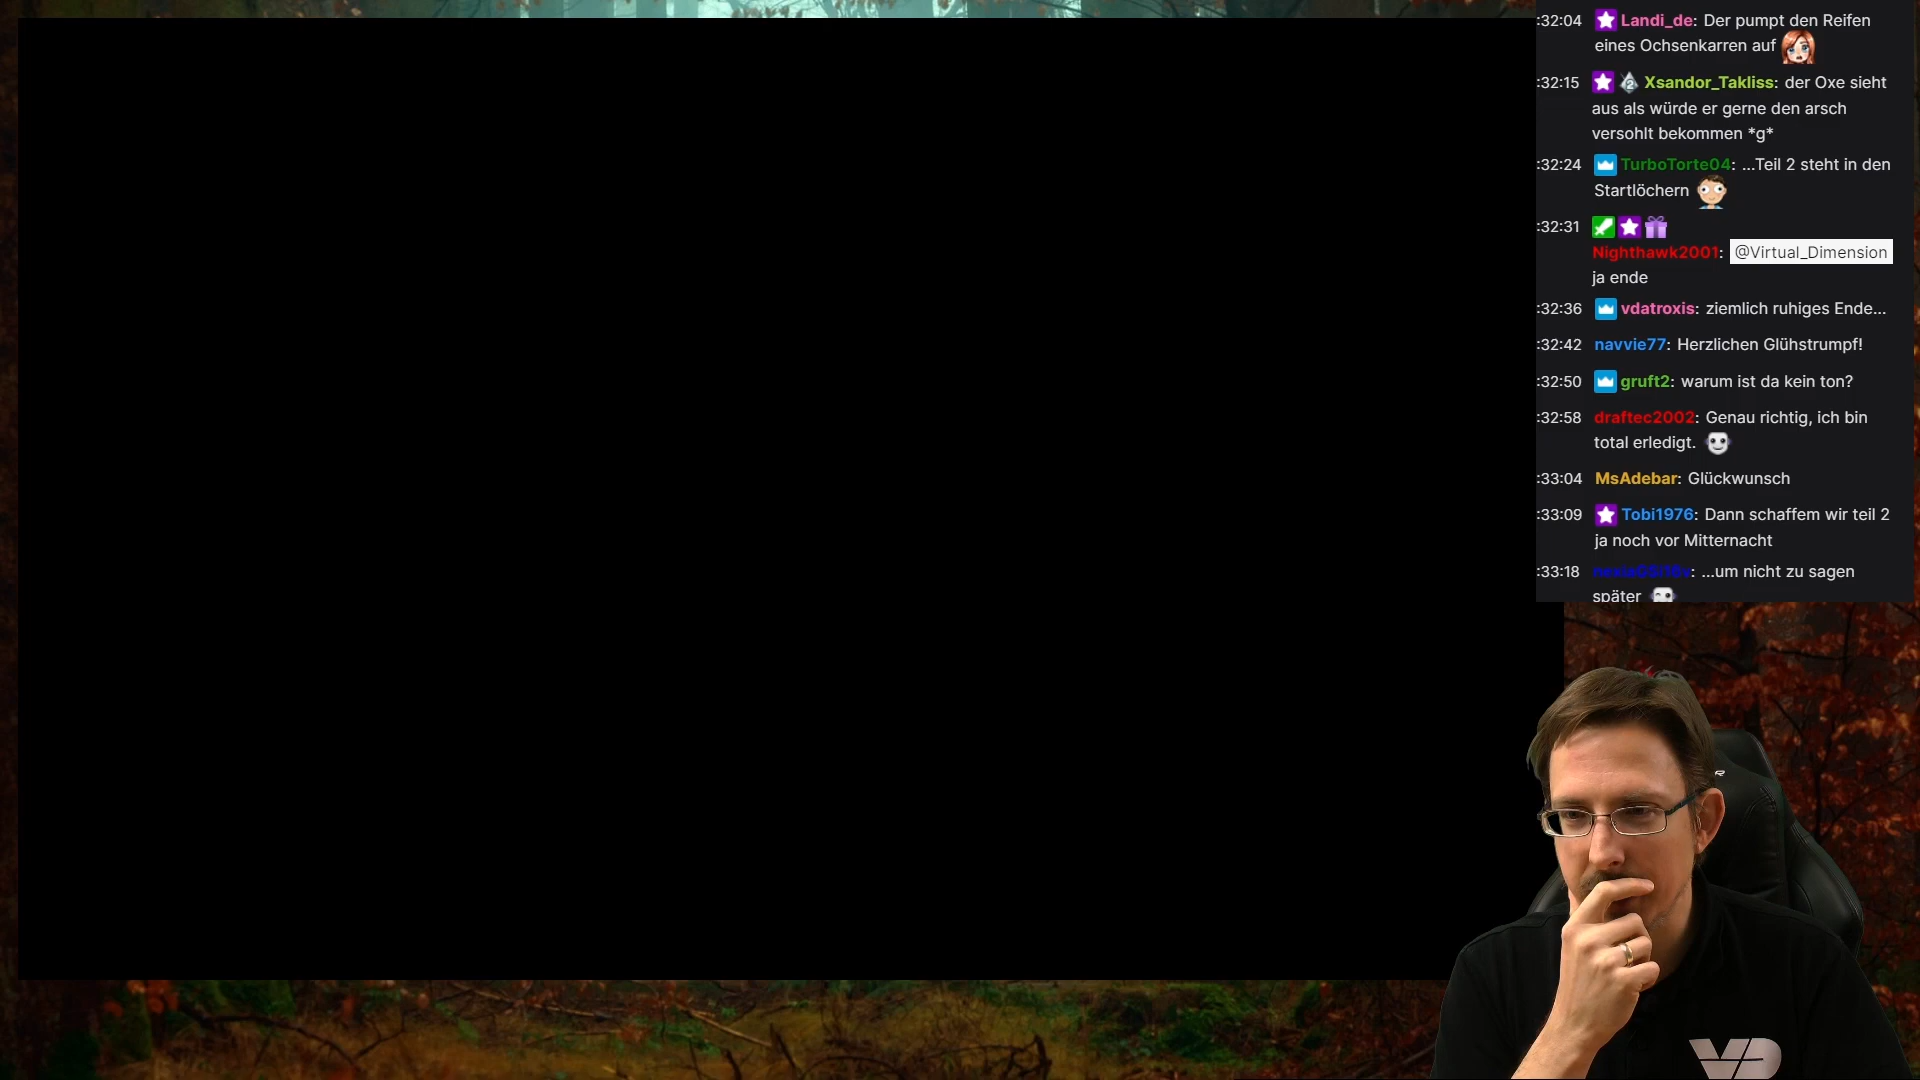 :32:04 Landi_de: Der pumpt den Reifen
eines Ochsenkarren auf
:32:15 Xsandor_Takliss: der Oxe sieht
aus als würde er gerne den arsch
versohlt bekommen *g*
:32:24 TurboTorte04: ...Teil 2 steht in den
Startlöchern
:32:31
Nighthawk2001: @Virtual_Dimension
ja ende
:32:36 vdatroxis: ziemlich ruhiges Ende...
:32:42 navvie77: Herzlichen Glühstrumpf!
:32:50 gruft2: warum ist da kein ton?
:32:58 draftec2002: Genau richtig, ich bin
total erledigt.
:33:04 MsAdebar: Glückwunsch
:33:09 Tobi1976: Dann schaffem wir teil 2
ja noch vor Mitternacht
:33:18 : ...um nicht zu sagen
später
VD